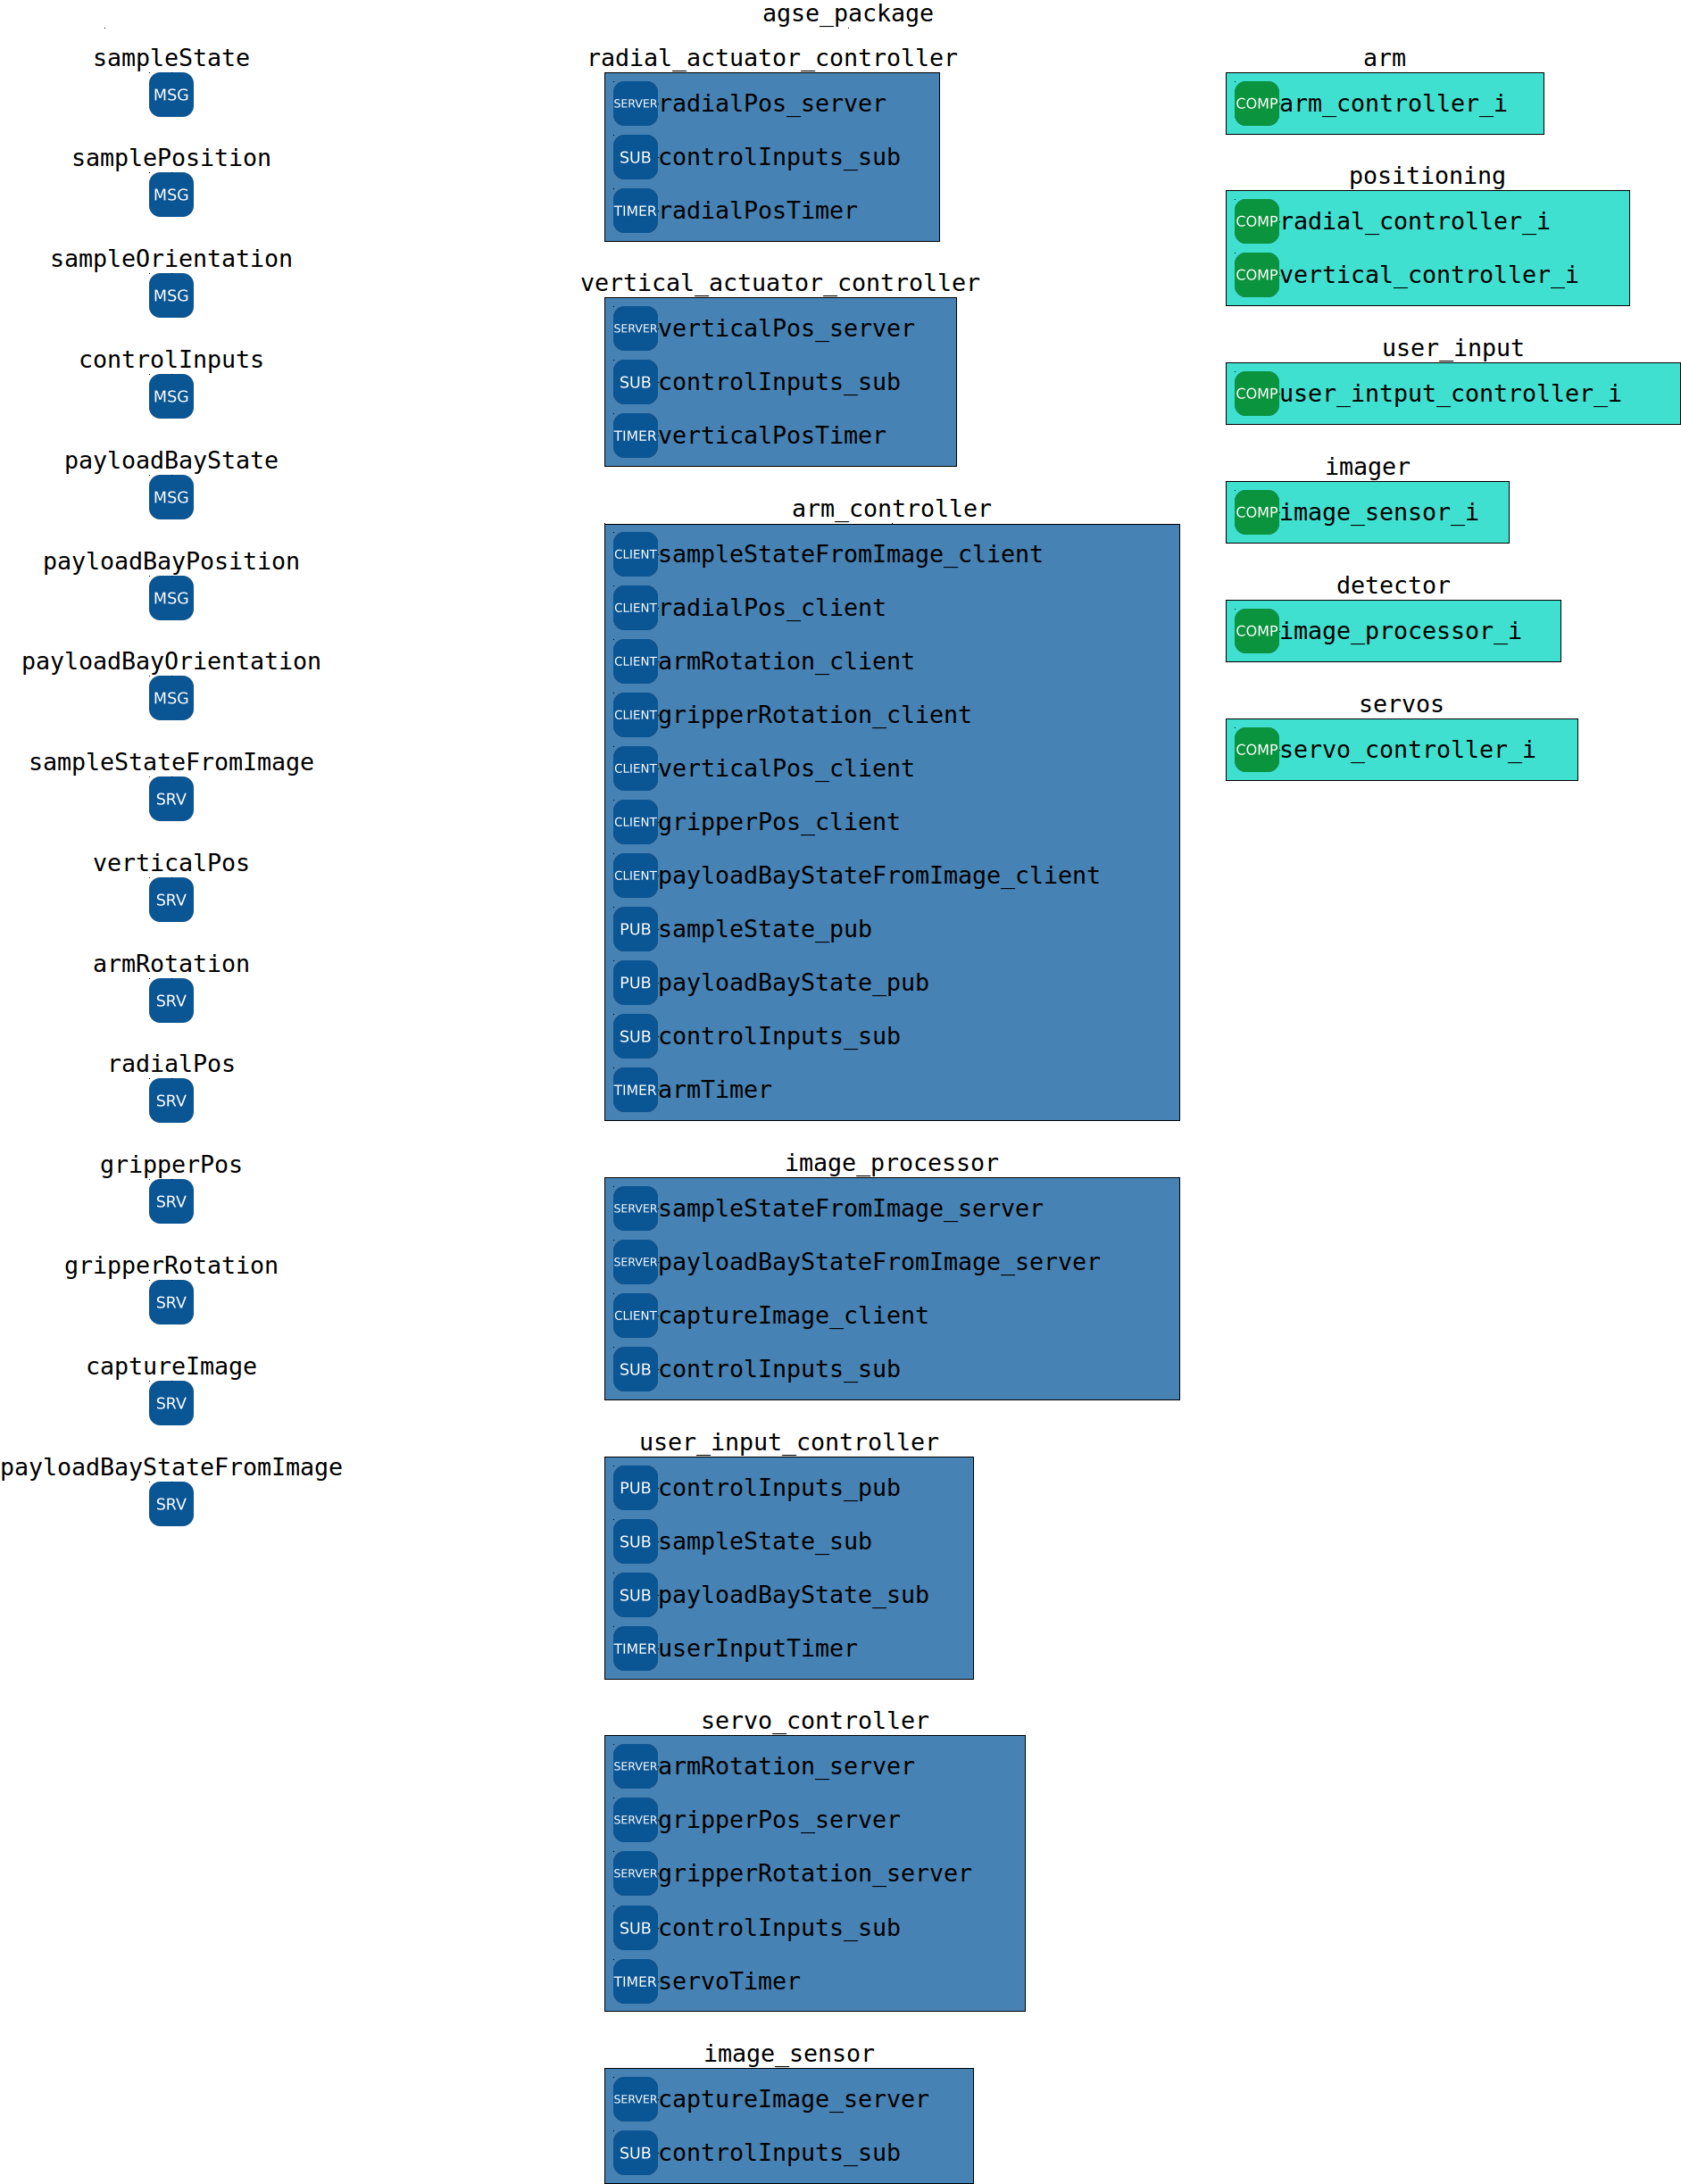 agse_package
sampleState
MSG
samplePosition
MSG
sampleOrientation
MSG
controlInputs
MSG
payloadBayState
MSG
payloadBayPosition
MSG
payloadBayOrientation
MSG
sampleStateFromImage
SRV
verticalPos
SRV
armRotation
SRV
radialPos
SRV
gripperPos
SRV
gripperRotation
SRV
captureImage
SRV
payloadBayStateFromImage
SRV
radial_actuator_controller
SERVER radialPos_server
SUB controlInputs_sub
TIMER radialPosTimer
vertical_actuator_controller
SERVER verticalPos_server
SUB controlInputs_sub
TIMER verticalPosTimer
arm_controller
CLIENT sampleStateFromImage_client
CLIENT radialPos_client
CLIENT armRotation_client
CLIENT gripperRotation_client
CLIENT verticalPos_client
CLIENT gripperPos_client
CLIENT payloadBayStateFromImage_client
PUB sampleState_pub
PUB payloadBayState_pub
SUB controlInputs_sub
TIMER armTimer
image_processor
SERVER sampleStateFromImage_server
SERVER payloadBayStateFromImage_server
CLIENT captureImage_client
SUB controlInputs_sub
user_input_controller
PUB controlInputs_pub
SUB sampleState_sub
SUB payloadBayState_sub
TIMER userInputTimer
servo_controller
SERVER armRotation_server
SERVER gripperPos_server
SERVER gripperRotation_server
SUB controlInputs_sub
TIMER servoTimer
image_sensor
SERVER captureImage_server
SUB controlInputs_sub
arm
COMP arm_controller_i
positioning
COMP radial_controller_i
COMP vertical_controller_i
user_input
COMP user_intput_controller_i
imager
COMP image_sensor_i
detector
COMP image_processor_i
servos
COMP servo_controller_i